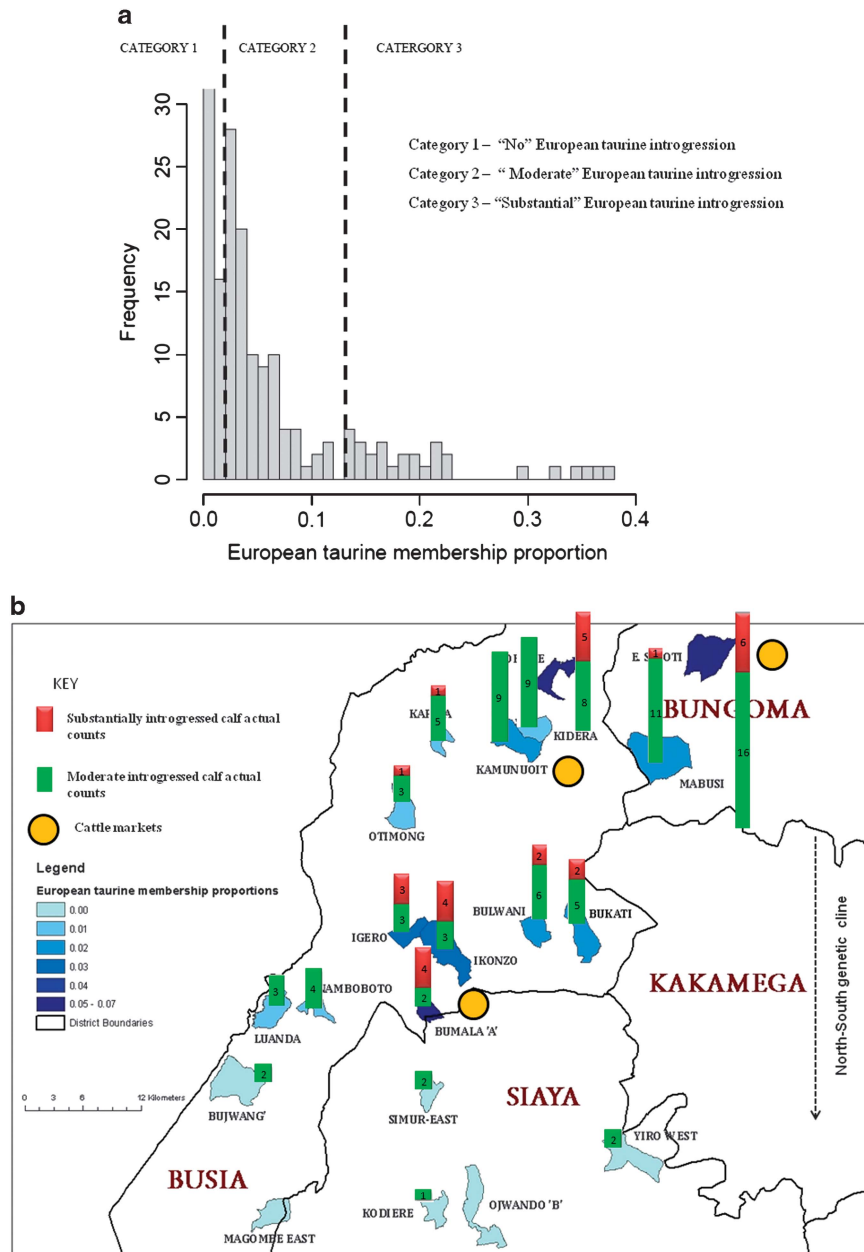 a
CATEGORY 1 CATEGORY 2 CATERGORY 3
Category 1 – “No” European taurine introgression
Category 2 – “ Moderate” European taurine introgression
Category 3 – “Substantial” European taurine introgression
Frequency
30
25
20
15
10
5
0
0.0 0.1 0.2 0.3 0.4
European taurine membership proportion
b
KEY
Substantially introgressed calf actual
counts
Moderate introgressed calf actual
counts
Cattle markets
Legend
European taurine membership proportions
0.00
0.01
0.02
0.03
0.04
0.05 - 0.07
District Boundaries
0 3 6 12 Kilometers
5
8
9
9
KIDERA
KAMUNUOIT
1
5
1
3
OTIMONG
1
11
6
16
BUNGOMA
MABUSI
2
6
BULWANI
2
5
BUKATI
3
3
IGERO
4
3
IKONZO
4
2
BUMALA 'A'
3
LUANDA
4
NAMBOBOTO
2
BUJWANG'
2
SIMUR-EAST
SIAYA
KAKAMEGA
North-South genetic cline
2
YIRO WEST
BUSIA
1
KODIERE
OJWANDO 'B'
MAGOMBE EAST